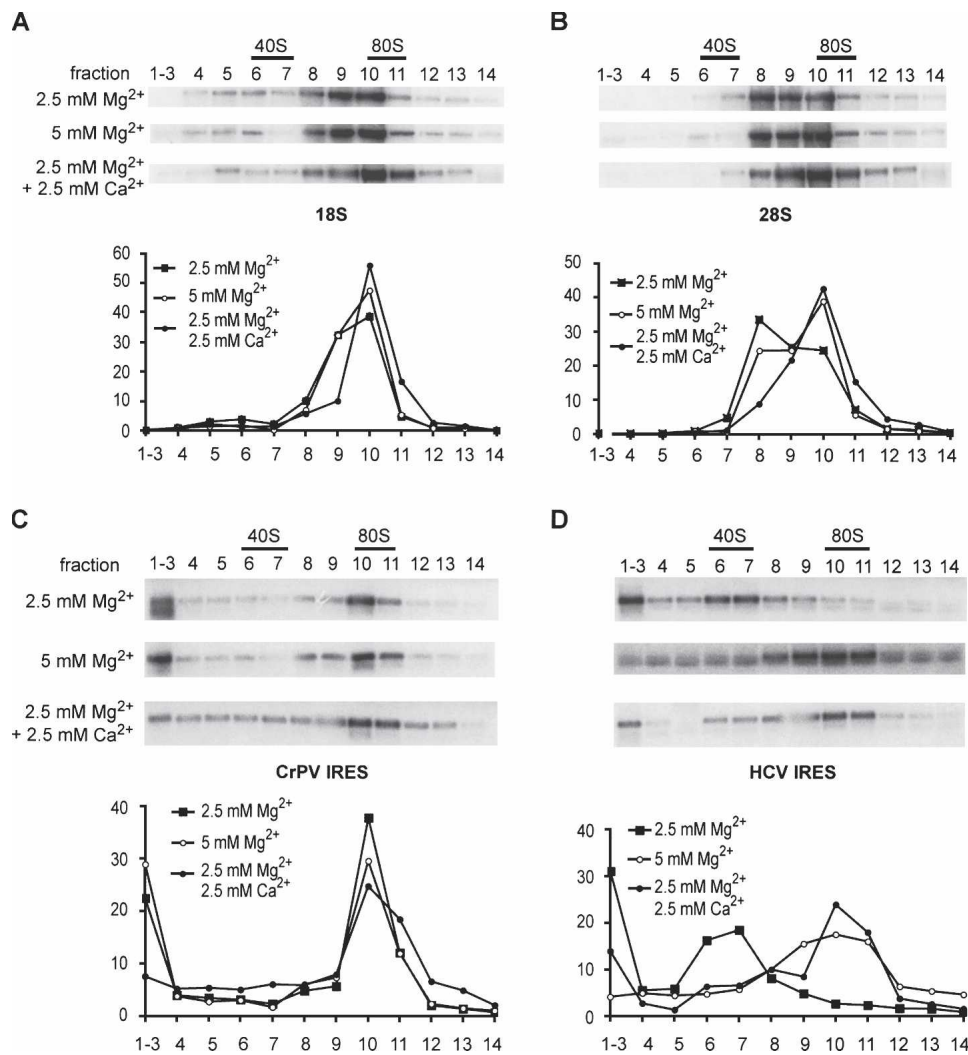 A
40S 80S
fraction 1-3 4 5 6 7 8 9 10 11 12 13 14
2.5 mM Mg2+
5 mM Mg2+
2.5 mM Mg2+
+ 2.5 mM Ca2+
18S
60
50
40
30
20
10
0
2.5 mM Mg2+
5 mM Mg2+
2.5 mM Mg2+
2.5 mM Ca2+
1-3 4 5 6 7 8 9 10 11 12 13 14
B
40S 80S
1-3 4 5 6 7 8 9 10 11 12 13 14
28S
50
40
30
20
10
0
2.5 mM Mg2+
5 mM Mg2+
2.5 mM Mg2+
2.5 mM Ca2+
1-3 4 5 6 7 8 9 10 11 12 13 14
C
40S 80S
fraction 1-3 4 5 6 7 8 9 10 11 12 13 14
2.5 mM Mg2+
5 mM Mg2+
2.5 mM Mg2+
+ 2.5 mM Ca2+
CrPV IRES
40
30
20
10
0
2.5 mM Mg2+
5 mM Mg2+
2.5 mM Mg2+
2.5 mM Ca2+
1-3 4 5 6 7 8 9 10 11 12 13 14
D
40S 80S
1-3 4 5 6 7 8 9 10 11 12 13 14
HCV IRES
40
30
20
10
0
2.5 mM Mg2+
5 mM Mg2+
2.5 mM Mg2+
2.5 mM Ca2+
1-3 4 5 6 7 8 9 10 11 12 13 14